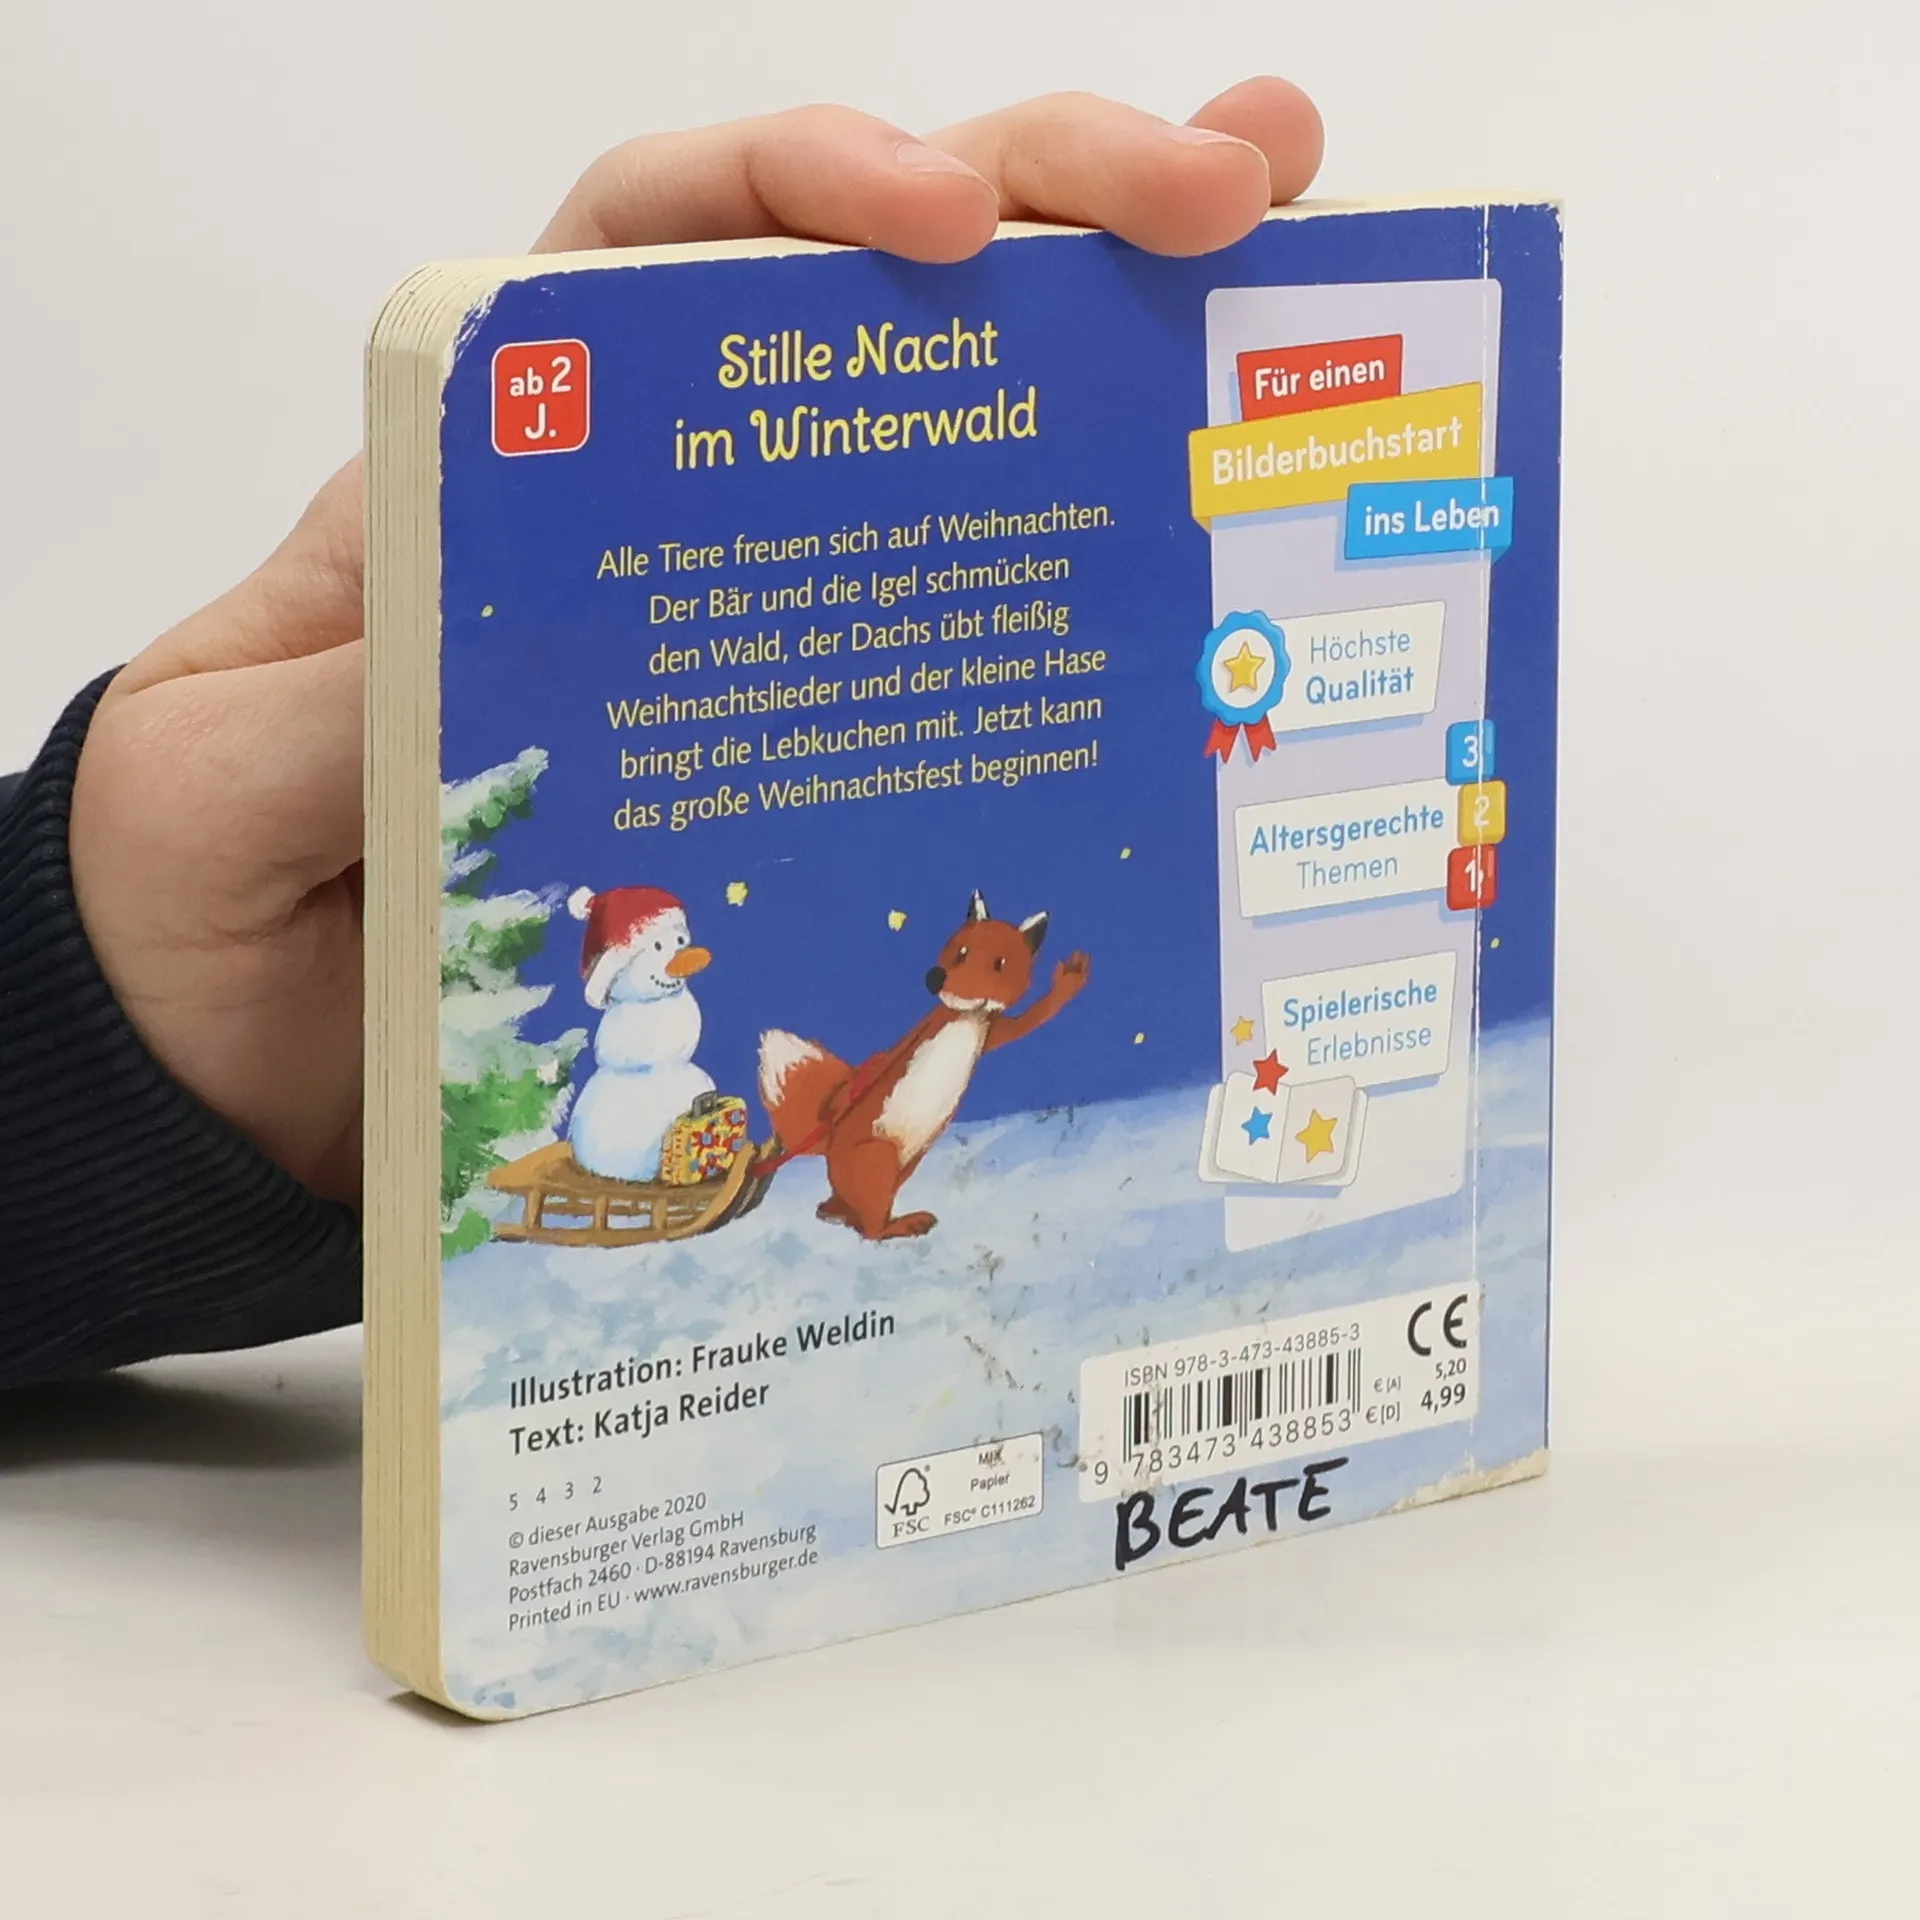 ab 2
J.
Stille Nacht
im Winterwald
Alle Tiere freuen sich auf Weihnachten.
Der Bär und die Igel schmücken
den Wald, der Dachs übt fleißig
Weihnachtslieder und der kleine Hase
bringt die Lebkuchen mit. Jetzt kann
das große Weihnachtsfest beginnen!
Für einen
Bilderbuchstart
ins Leben
Höchste
Qualität
3
2
1
Altersgerechte
Themen
Spielerische
Erlebnisse
Illustration: Frauke Weldin
Text: Katja Reider
5 4 3 2
© dieser Ausgabe 2020
Ravensburger Verlag GmbH
Postfach 2460 · D-88194 Ravensburg
Printed in EU · www.ravensburger.de
FSC®
MIX
Papier
FSC® C111262
ISBN 978-3-473-43885-3
9 783473 438853
CE
€ [A] 5,20
€ [D] 4,99
BEATE